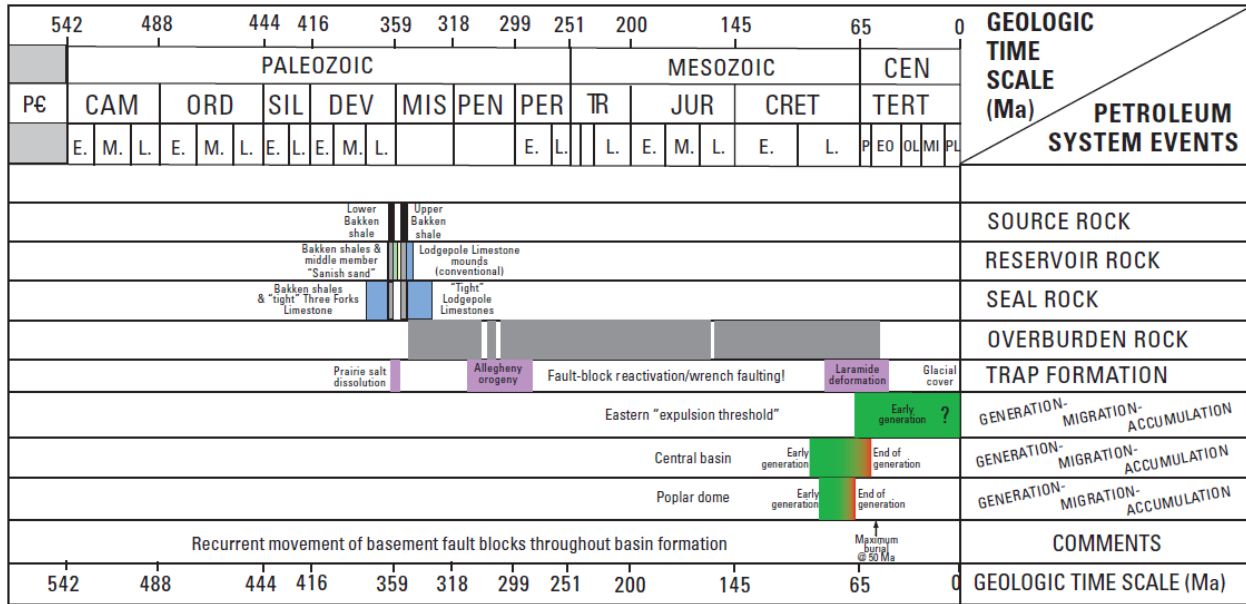 542 488 444 416 359 318 299 251 200 145 65 0
GEOLOGIC
TIME
SCALE
(Ma)
PETROLEUM
SYSTEM EVENTS
PALEOZOIC MESOZOIC CEN
PЄ CAM ORD SIL DEV MIS PEN PER TR JUR CRET TERT
E. M. L. E. M. L. E. L. E. M. L. E. L. L. E. M. L. E. L. P EO OL MI PL
Lower
Bakken
shale
Upper
Bakken
shale
SOURCE ROCK
Bakken shales &
middle member
"Sanish sand"
Lodgepole Limestone
mounds
(conventional)
RESERVOIR ROCK
Bakken shales
& "tight" Three Forks
Limestone
"Tight"
Lodgepole
Limestones
SEAL ROCK
OVERBURDEN ROCK
Prairie salt
dissolution
Allegheny
orogeny
Fault-block reactivation/wrench faulting!
Laramide
deformation
Glacial
cover
TRAP FORMATION
Eastern "expulsion threshold"
Early
generation
?
GENERATION-
MIGRATION-
ACCUMULATION
Central basin
Early
generation
End of
generation
GENERATION-
MIGRATION-
ACCUMULATION
Poplar dome
Early
generation
End of
generation
GENERATION-
MIGRATION-
ACCUMULATION
Recurrent movement of basement fault blocks throughout basin formation
Maximum
burial
@ 50 Ma
COMMENTS
542 488 444 416 359 318 299 251 200 145 65 0
GEOLOGIC TIME SCALE (Ma)